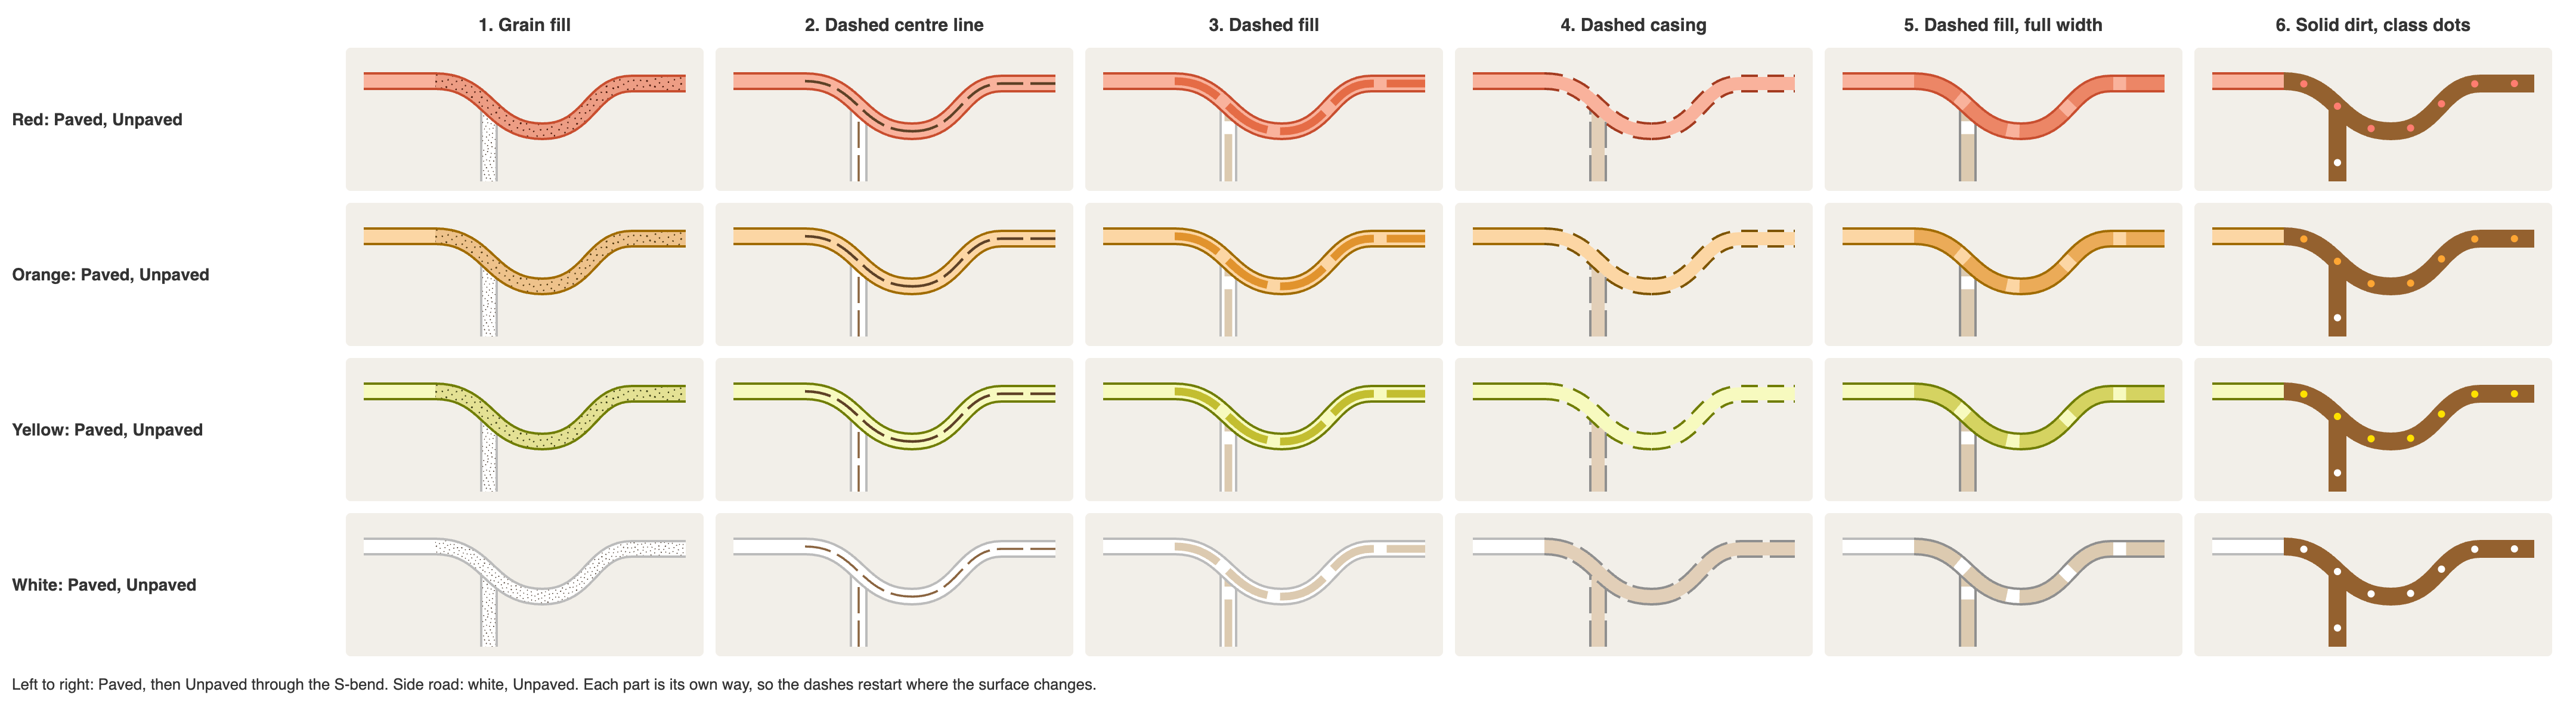 1. Grain fill
2. Dashed centre line
3. Dashed fill
4. Dashed casing
5. Dashed fill, full width
6. Solid dirt, class dots
Red: Paved, Unpaved
Orange: Paved, Unpaved
Yellow: Paved, Unpaved
White: Paved, Unpaved
Left to right: Paved, then Unpaved through the S-bend. Side road: white, Unpaved. Each part is its own way, so the dashes restart where the surface changes.